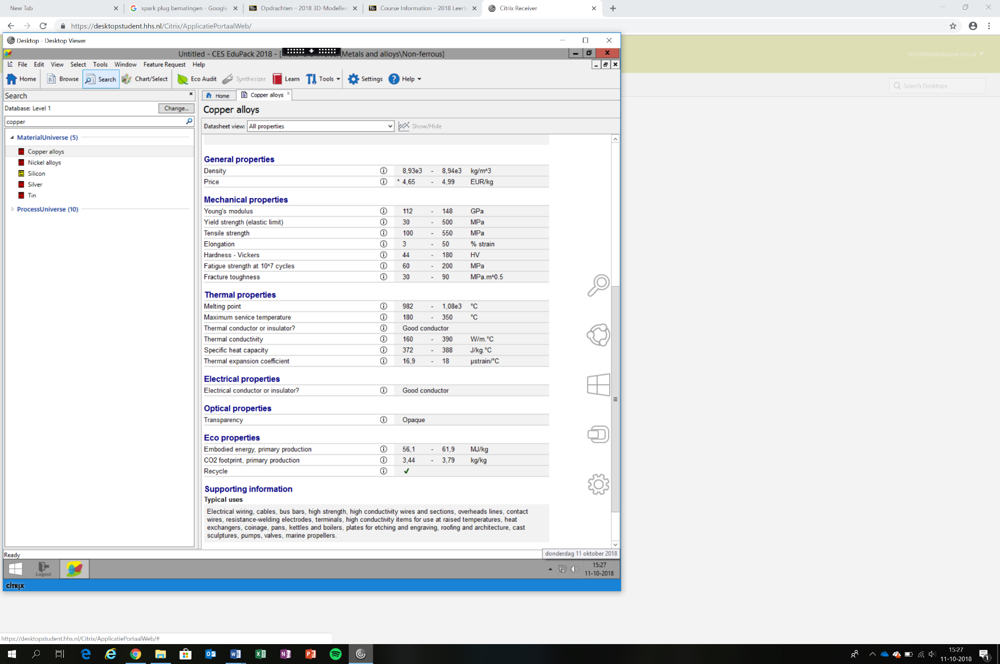 New Tab
spark plug bematingen - Google
Opdrachten – 2018 3D-Modeller
Course Information – 2018 Leert
Citrix Receiver
https://desktopstudent.hhs.nl/Citrix/ApplicatiePortaalWeb/
Search Desktops
Desktop - Desktop Viewer
Untitled - CES EduPack 2018 - [MaterialUniverse\Metals and alloys\Non-ferrous]
File Edit View Select Tools Window Feature Request Help
Home Browse Search Chart/Select Eco Audit Synthesizer Learn Tools Settings Help
Search
Database: Level 1 Change...
copper
MaterialUniverse (5)
Copper alloys
Nickel alloys
Silicon
Silver
Tin
ProcessUniverse (10)
Home Copper alloys
Copper alloys
Datasheet view: All properties Show/Hide
General properties
Density 8,93e3 - 8,94e3 kg/m^3
Price * 4,65 - 4,99 EUR/kg
Mechanical properties
Young's modulus 112 - 148 GPa
Yield strength (elastic limit) 30 - 500 MPa
Tensile strength 100 - 550 MPa
Elongation 3 - 50 % strain
Hardness - Vickers 44 - 180 HV
Fatigue strength at 10^7 cycles 60 - 200 MPa
Fracture toughness 30 - 90 MPa.m^0.5
Thermal properties
Melting point 982 - 1,08e3 °C
Maximum service temperature 180 - 350 °C
Thermal conductor or insulator? Good conductor
Thermal conductivity 160 - 390 W/m.°C
Specific heat capacity 372 - 388 J/kg.°C
Thermal expansion coefficient 16,9 - 18 µstrain/°C
Electrical properties
Electrical conductor or insulator? Good conductor
Optical properties
Transparency Opaque
Eco properties
Embodied energy, primary production 56,1 - 61,9 MJ/kg
CO2 footprint, primary production 3,44 - 3,79 kg/kg
Recycle ✓
Supporting information
Typical uses
Electrical wiring, cables, bus bars, high strength, high conductivity wires and sections, overheads lines, contact
wires, resistance-welding electrodes, terminals, high conductivity items for use at raised temperatures, heat
exchangers, coinage, pans, kettles and boilers, plates for etching and engraving, roofing and architecture, cast
sculptures, pumps, valves, marine propellers.
Ready
donderdag 11 oktober 2018
Logout
15:27
11-10-2018
CITRIX
https://desktopstudent.hhs.nl/Citrix/ApplicatiePortaalWeb/#
15:27
11-10-2018